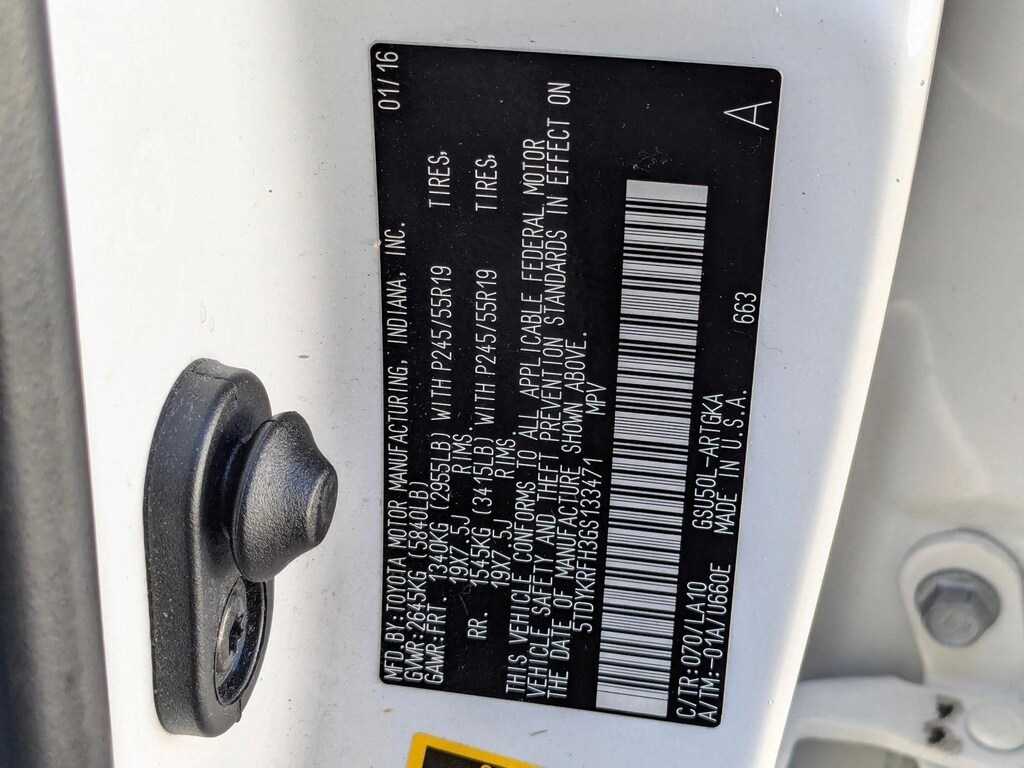 MFD.BY:TOYOTA MOTOR MANUFACTURING, INDIANA, INC. 01/16
GVWR:2645KG(5840LB)
GAWR:FRT. 1340KG (2955LB) WITH P245/55R19 TIRES,
19X7.5J RIMS.
RR. 1545KG (3415LB) WITH P245/55R19 TIRES,
19X7.5J RIMS.
THIS VEHICLE CONFORMS TO ALL APPLICABLE FEDERAL MOTOR
VEHICLE SAFETY AND THEFT PREVENTION STANDARDS IN EFFECT ON
THE DATE OF MANUFACTURE SHOWN ABOVE.
5TDYKRFH3GS133471 MPV
C/TR:070/LA10 GSU50L-ARTGKA 663
A/TM:-01A/U660E MADE IN U.S.A. A